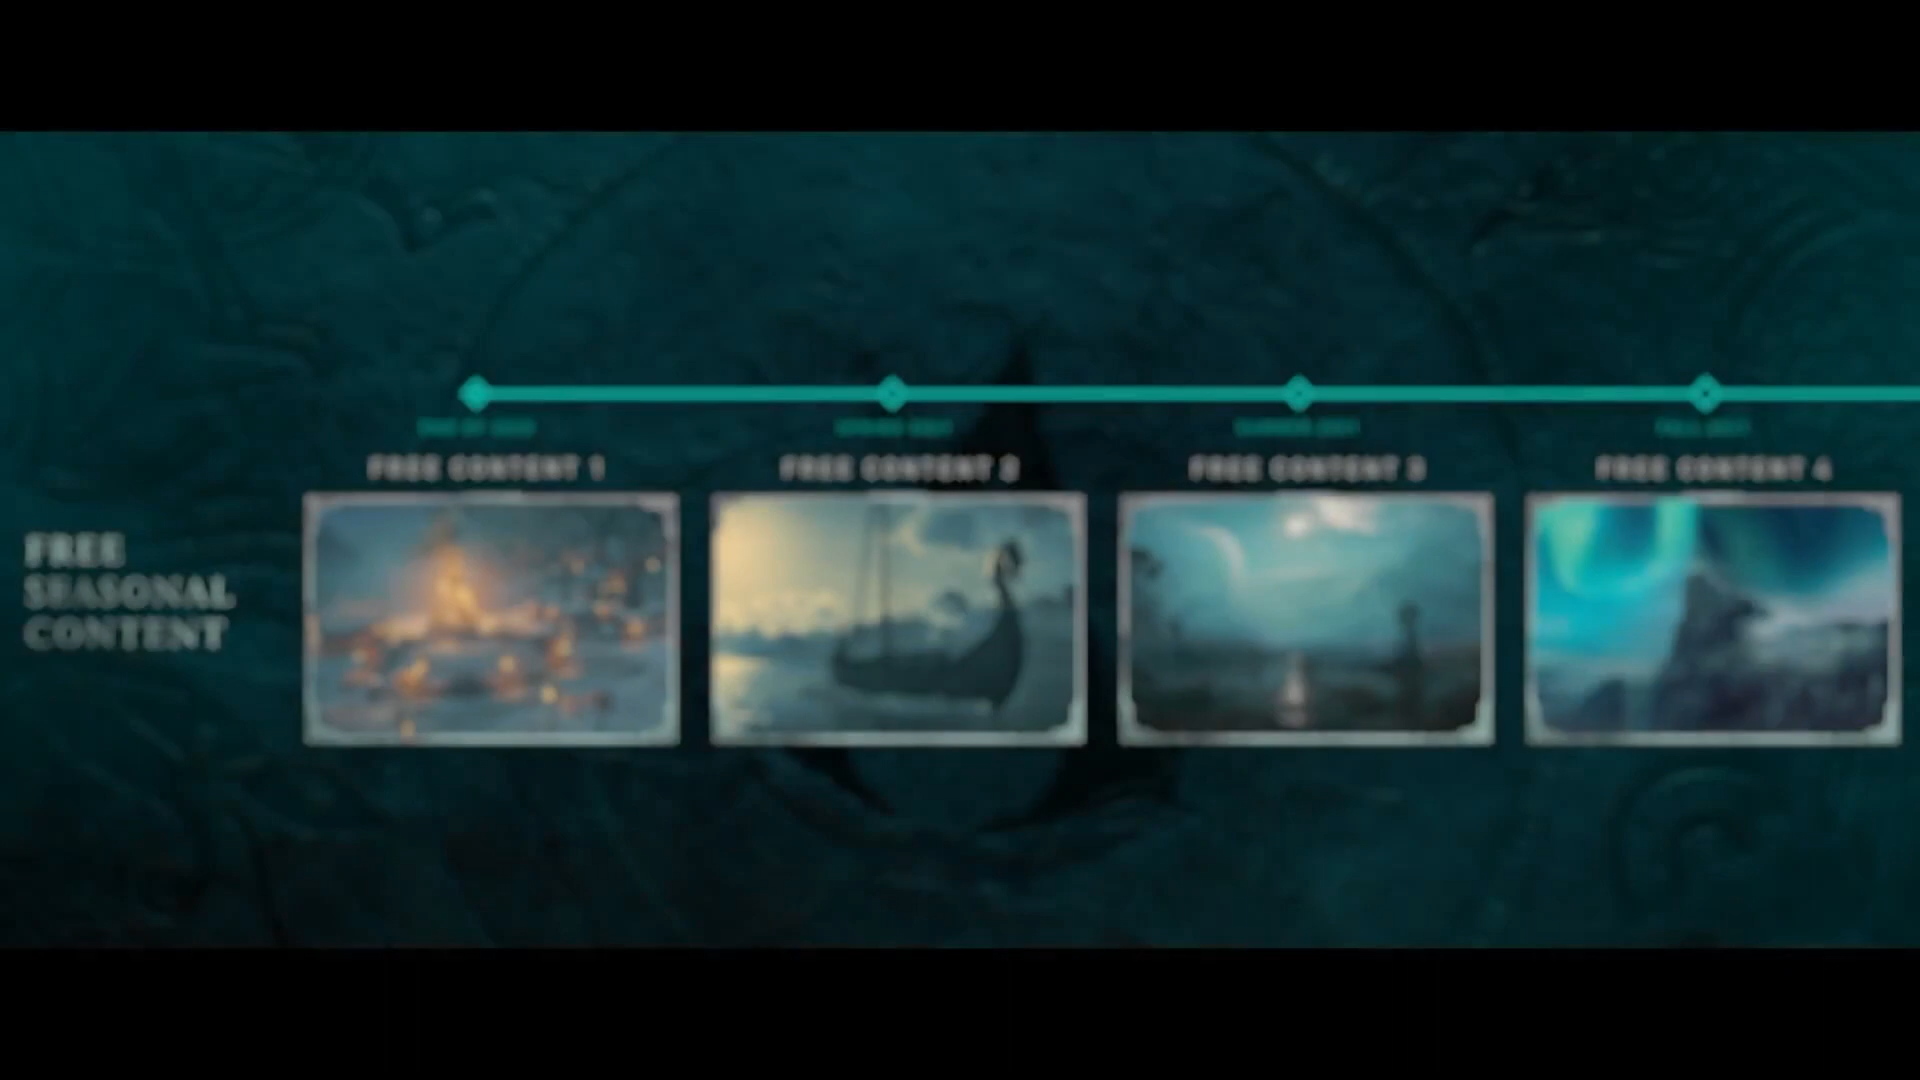 FREE CONTENT 1
FREE CONTENT 2
FREE CONTENT 3
FREE CONTENT 4
FREE
SEASONAL
CONTENT